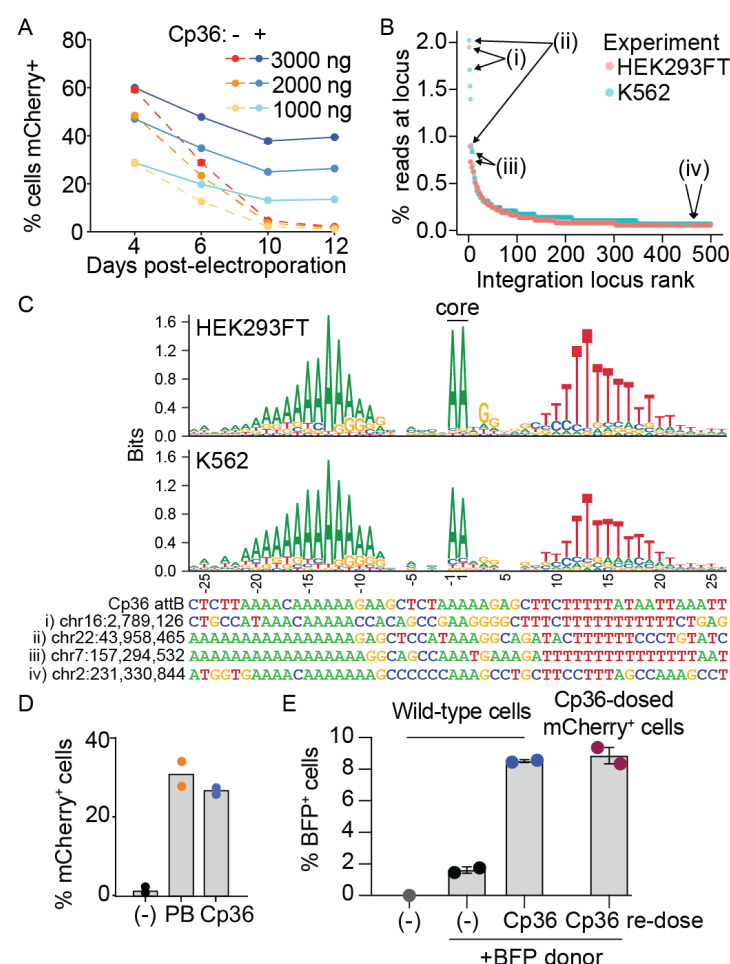 A
Cp36: - +
3000 ng
2000 ng
1000 ng
80
60
40
20
0
% cells mCherry+
4 6 10 12
Days post-electroporation
B
(ii)
(i)
(iii)
(iv)
Experiment
HEK293FT
K562
2.0
1.5
1.0
0.5
0.0
% reads at locus
0 100 200 300 400 500
Integration locus rank
C
core
HEK293FT
1.6
1.2
0.8
0.4
0.0
Bits
K562
1.6
1.2
0.8
0.4
0.0
-25 -20 -15 -10 -5 -1 1 5 10 15 20 25
Cp36 attB CTCTTAAAACAAAAAAGAAGCTCTAAAAAGAGCTTCTTTTTATAATTAAATT
i) chr16:2,789,126 CTGCCATAAACAAAAAACCACAGCCGAAGGGGCTTTCTTTTTTTTTTCTGAG
ii) chr22:43,958,465 AAAAAAAAAAAAAAAAGAGCTCCATAAAGGCAGATACTTTTTTCCCTGTATC
iii) chr7:157,294,532 AAAAAAAAAAAAAAAAAGGCAGCCAAATGAAAGATTTTTTTTTTTTTTTAAT
iv) chr2:231,330,844 ATGGTGAAAACAAAAAAAGCCCCCCAAAGCCTGCTTCCTTTAGCCAAAGCCT
D
40
20
0
% mCherry+ cells
(-) PB Cp36
E
Wild-type cells
Cp36-dosed
mCherry+ cells
10
8
6
4
2
0
% BFP+ cells
(-) (-) Cp36 Cp36 re-dose
+BFP donor